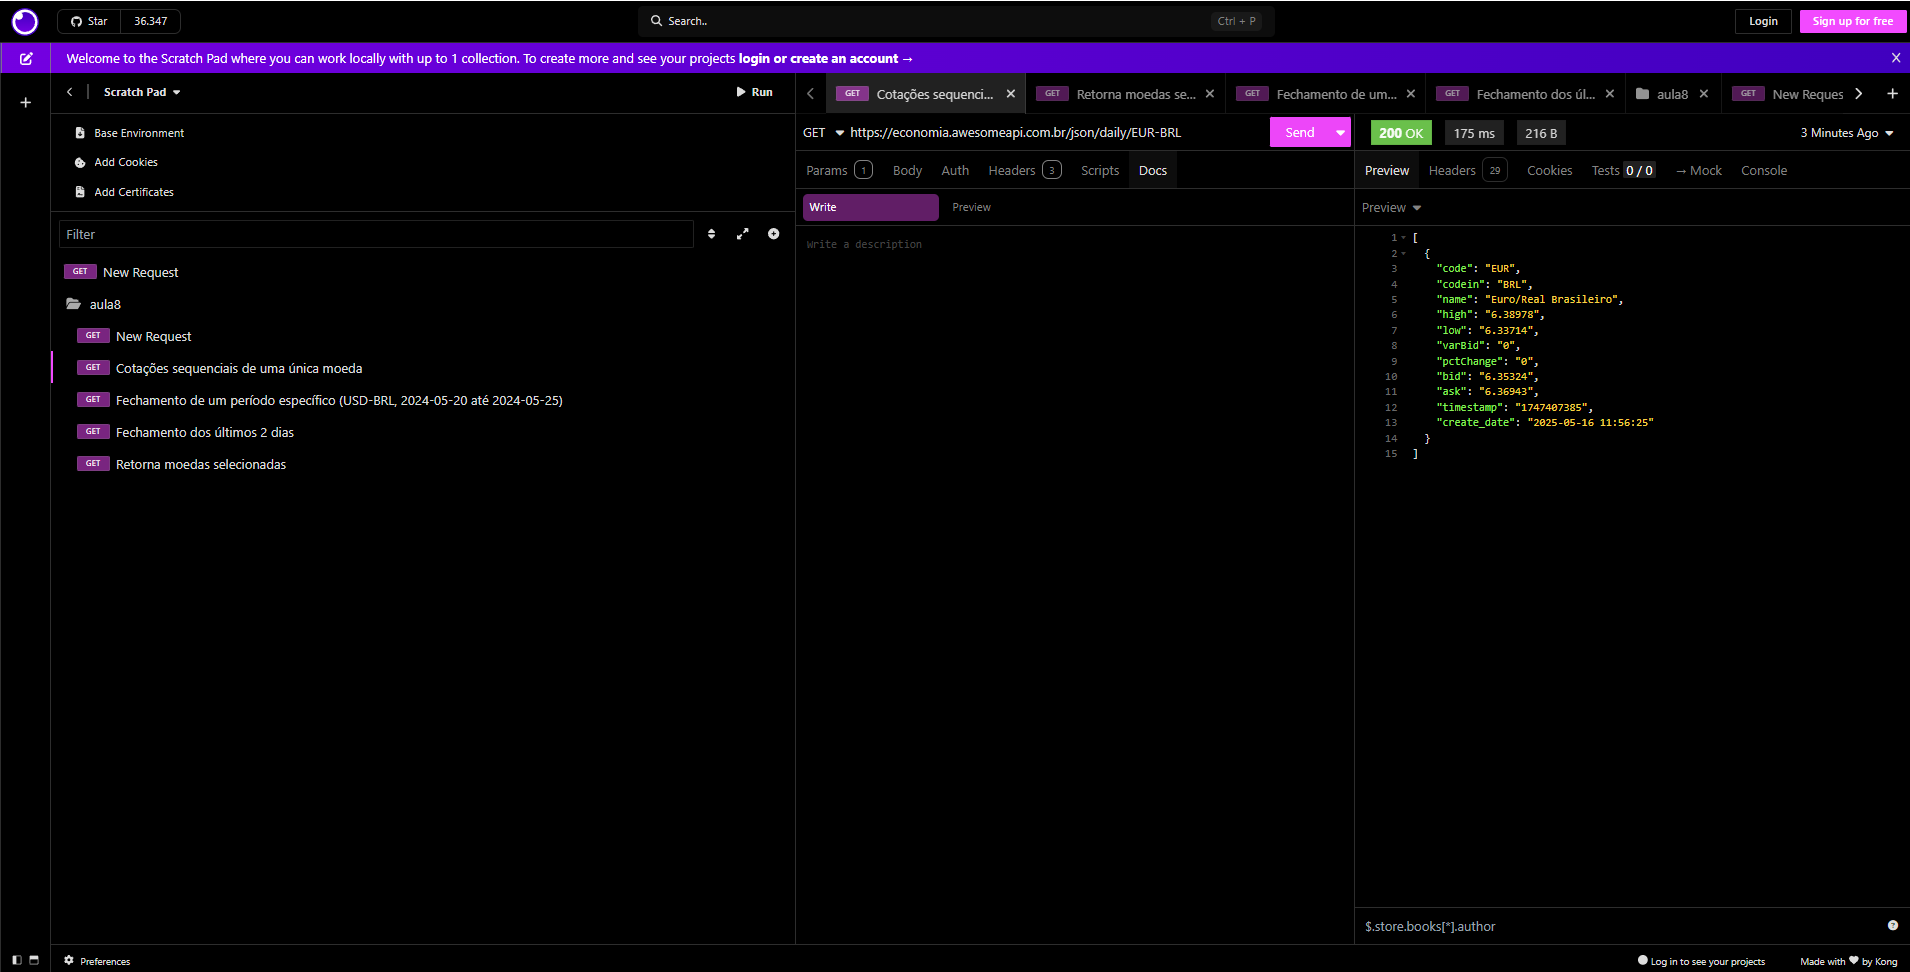 Star 36.347
Search.. Ctrl + P
Login Sign up for free
Welcome to the Scratch Pad where you can work locally with up to 1 collection. To create more and see your projects login or create an account →
Scratch Pad
Run
Base Environment
Add Cookies
Add Certificates
Filter
GET New Request
aula8
GET New Request
GET Cotações sequenciais de uma única moeda
GET Fechamento de um período específico (USD-BRL, 2024-05-20 até 2024-05-25)
GET Fechamento dos últimos 2 dias
GET Retorna moedas selecionadas
GET Cotações sequenci... GET Retorna moedas se... GET Fechamento de um... GET Fechamento dos úl... aula8 GET New Reques
GET https://economia.awesomeapi.com.br/json/daily/EUR-BRL Send
Params 1 Body Auth Headers 3 Scripts Docs
Write Preview
Write a description
200 OK 175 ms 216 B 3 Minutes Ago
Preview Headers 29 Cookies Tests 0 / 0 → Mock Console
Preview
1 [
2 {
3 "code": "EUR",
4 "codein": "BRL",
5 "name": "Euro/Real Brasileiro",
6 "high": "6.38978",
7 "low": "6.33714",
8 "varBid": "0",
9 "pctChange": "0",
10 "bid": "6.35324",
11 "ask": "6.36943",
12 "timestamp": "1747407385",
13 "create_date": "2025-05-16 11:56:25"
14 }
15 ]
$.store.books[*].author
Preferences
Log in to see your projects Made with ♥ by Kong